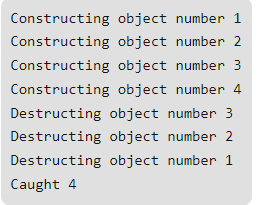 Constructing object number 1
Constructing object number 2
Constructing object number 3
Constructing object number 4
Destructing object number 3
Destructing object number 2
Destructing object number 1
Caught 4